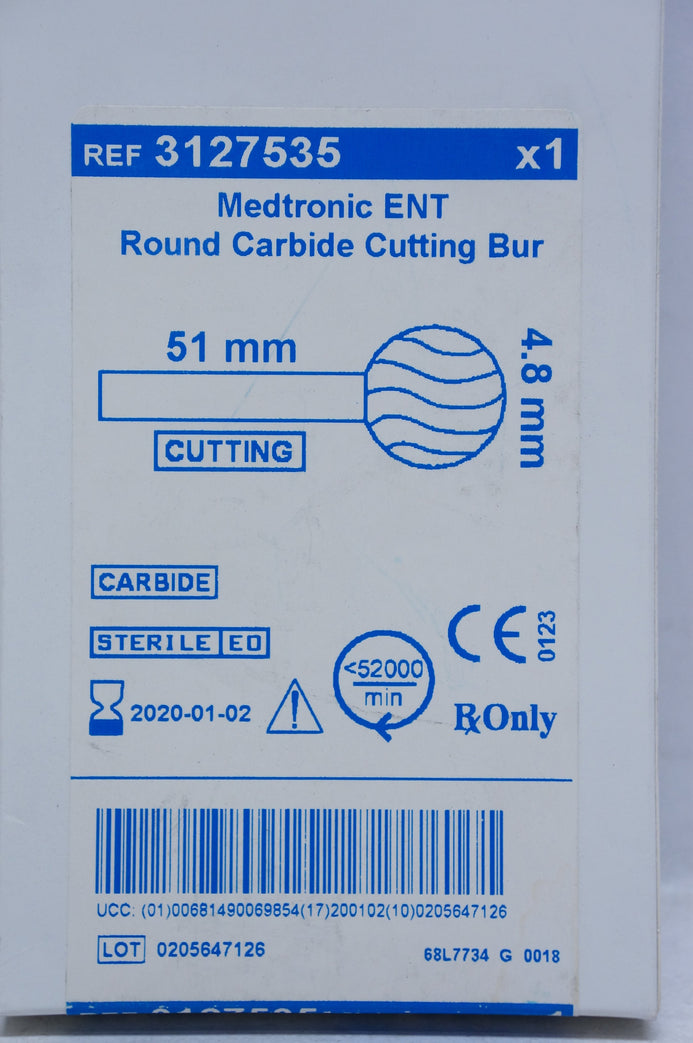 REF 3127535 x1
Medtronic ENT
Round Carbide Cutting Bur
51 mm
4.8 mm
CUTTING
CARBIDE
STERILE EO
<52000
min
CE 0123
2020-01-02
RxOnly
UCC: (01)00681490069854(17)200102(10)0205647126
LOT 0205647126
68L7734 G 0018